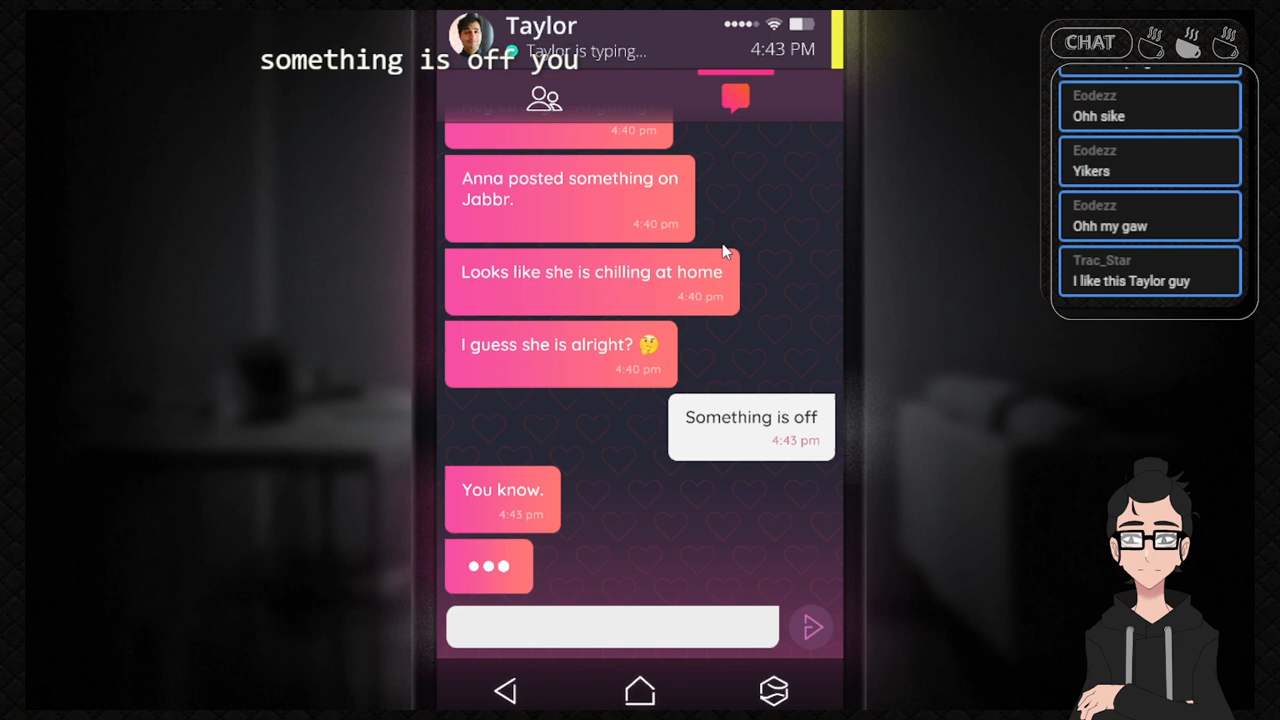 Taylor
Taylor is typing...
4:43 PM
something is off you
4:40 pm
Anna posted something on
Jabbr.
4:40 pm
Looks like she is chilling at home
4:40 pm
I guess she is alright? 🤔
4:40 pm
Something is off
4:43 pm
You know.
4:43 pm
CHAT
Eodezz
Ohh sike
Eodezz
Yikers
Eodezz
Ohh my gaw
Trac_Star
I like this Taylor guy